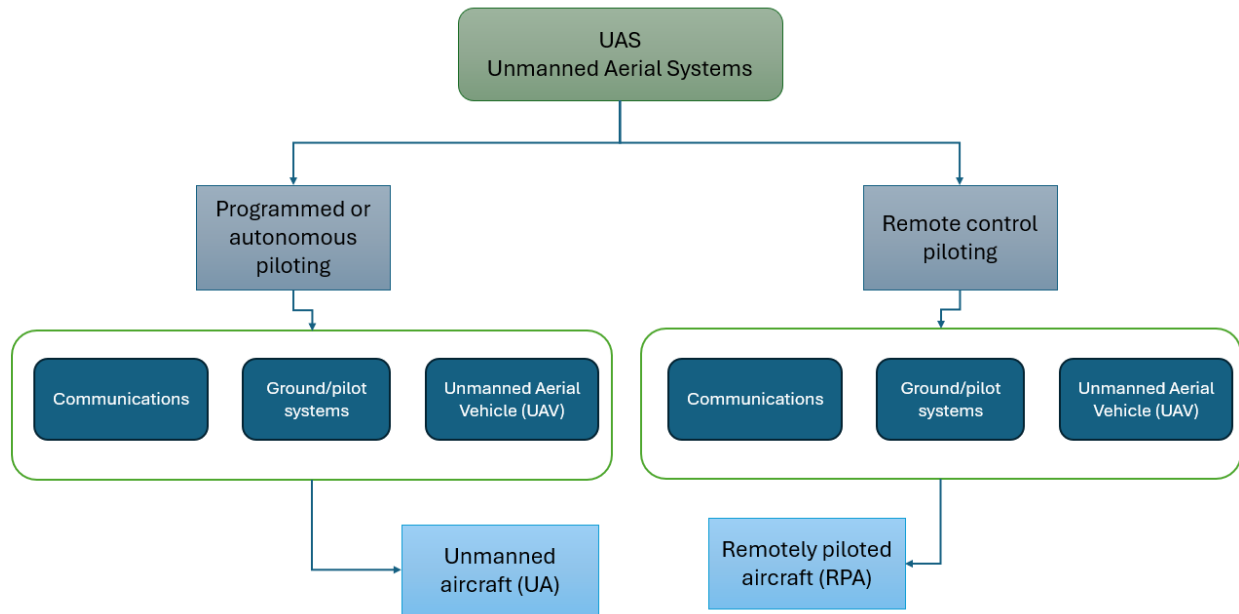 UAS
Unmanned Aerial Systems
Programmed or
autonomous
piloting
Remote control
piloting
Communications
Ground/pilot
systems
Unmanned Aerial
Vehicle (UAV)
Communications
Ground/pilot
systems
Unmanned Aerial
Vehicle (UAV)
Unmanned
aircraft (UA)
Remotely piloted
aircraft (RPA)